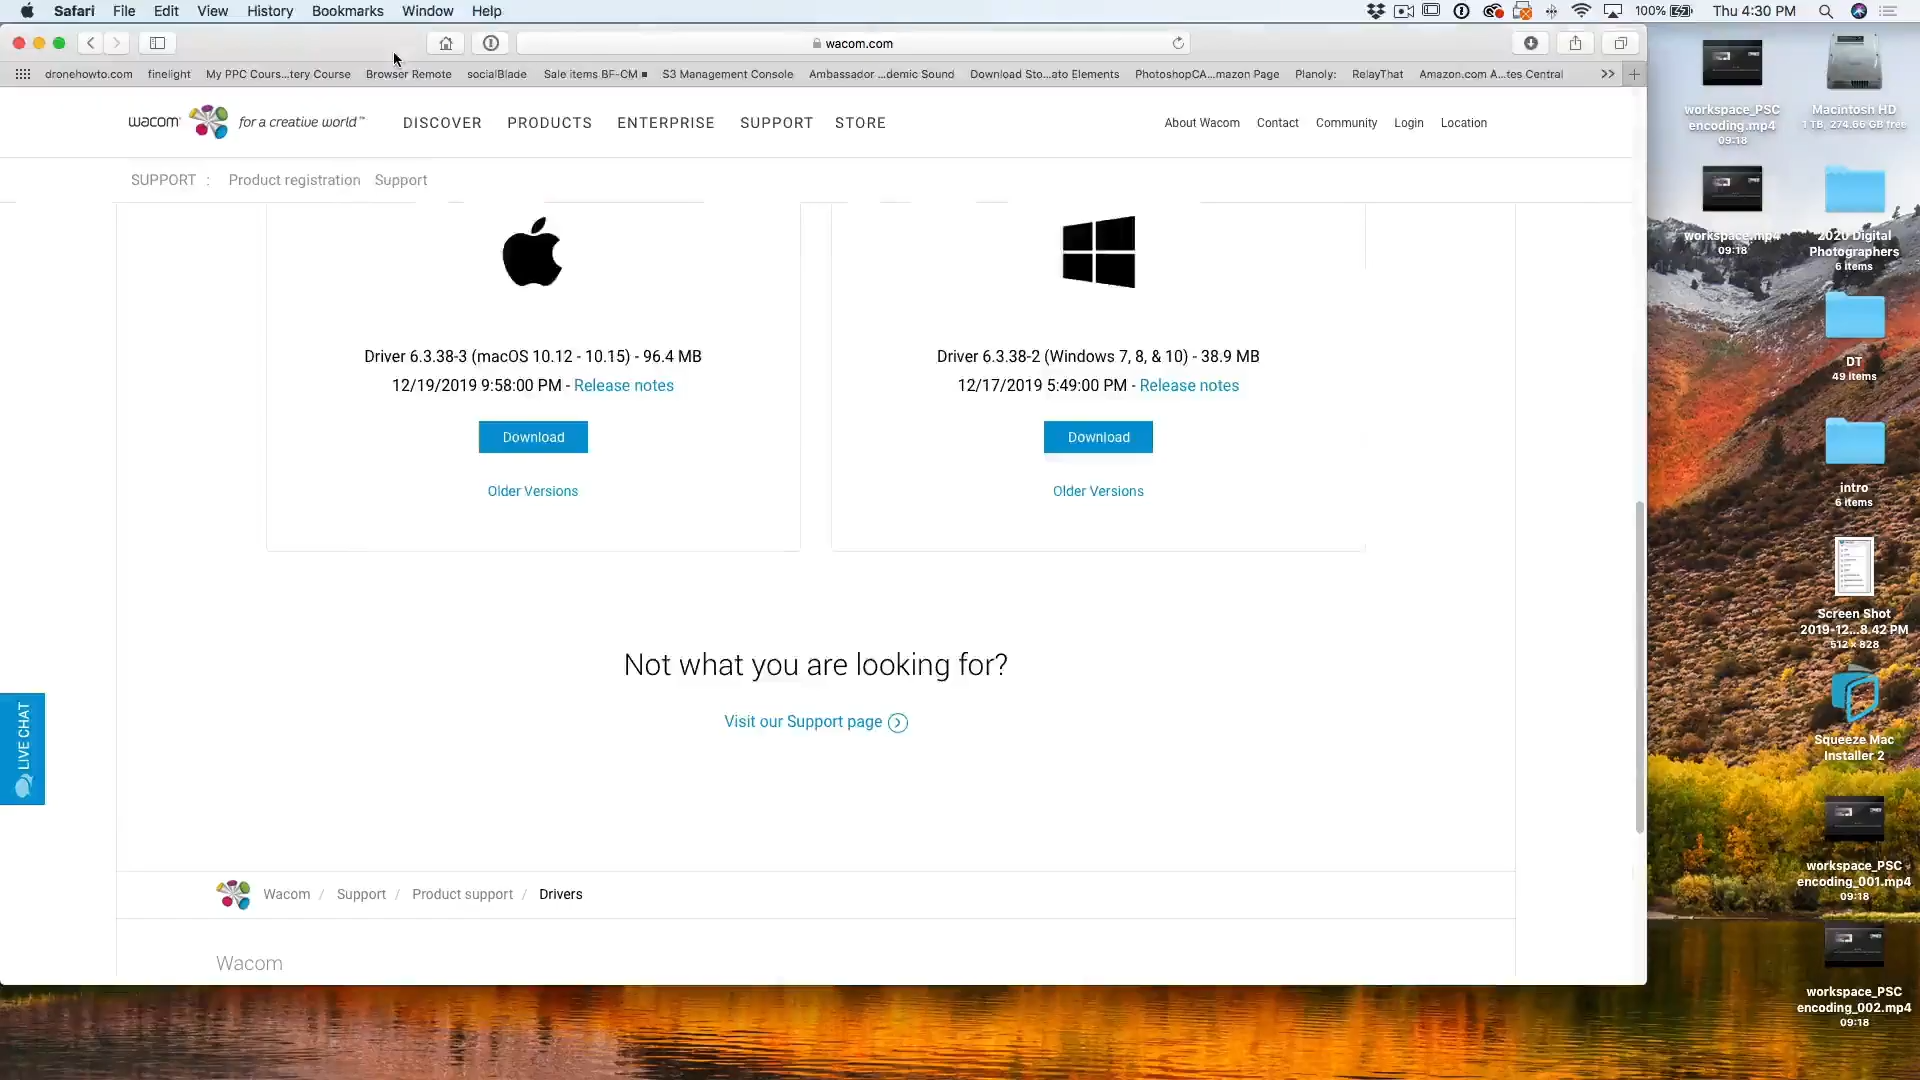 Safari File Edit View History Bookmarks Window Help 100% Thu 4:30 PM
wacom.com
dronehowto.com finelight My PPC Cours...tery Course Browser Remote socialBlade Sale items BF-CM S3 Management Console Ambassador ...demic Sound Download Sto...ato Elements PhotoshopCA...mazon Page Planoly: RelayThat Amazon.com A...tes Central
wacom for a creative world™ DISCOVER PRODUCTS ENTERPRISE SUPPORT STORE About Wacom Contact Community Login Location
SUPPORT : Product registration Support
Driver 6.3.38-3 (macOS 10.12 - 10.15) - 96.4 MB
12/19/2019 9:58:00 PM - Release notes
Download
Older Versions
Driver 6.3.38-2 (Windows 7, 8, & 10) - 38.9 MB
12/17/2019 5:49:00 PM - Release notes
Download
Older Versions
Not what you are looking for?
Visit our Support page
LIVE CHAT
Wacom / Support / Product support / Drivers
Wacom
workspace_PSC
encoding.mp4
09:18
workspace.mp4
09:18
Macintosh HD
1 TB, 274.66 GB free
2020 Digital
Photographers
6 items
DT
49 items
intro
6 items
Screen Shot
2019-12...8.42 PM
512 × 828
Squeeze Mac
Installer 2
workspace_PSC
encoding_001.mp4
09:18
workspace_PSC
encoding_002.mp4
09:18